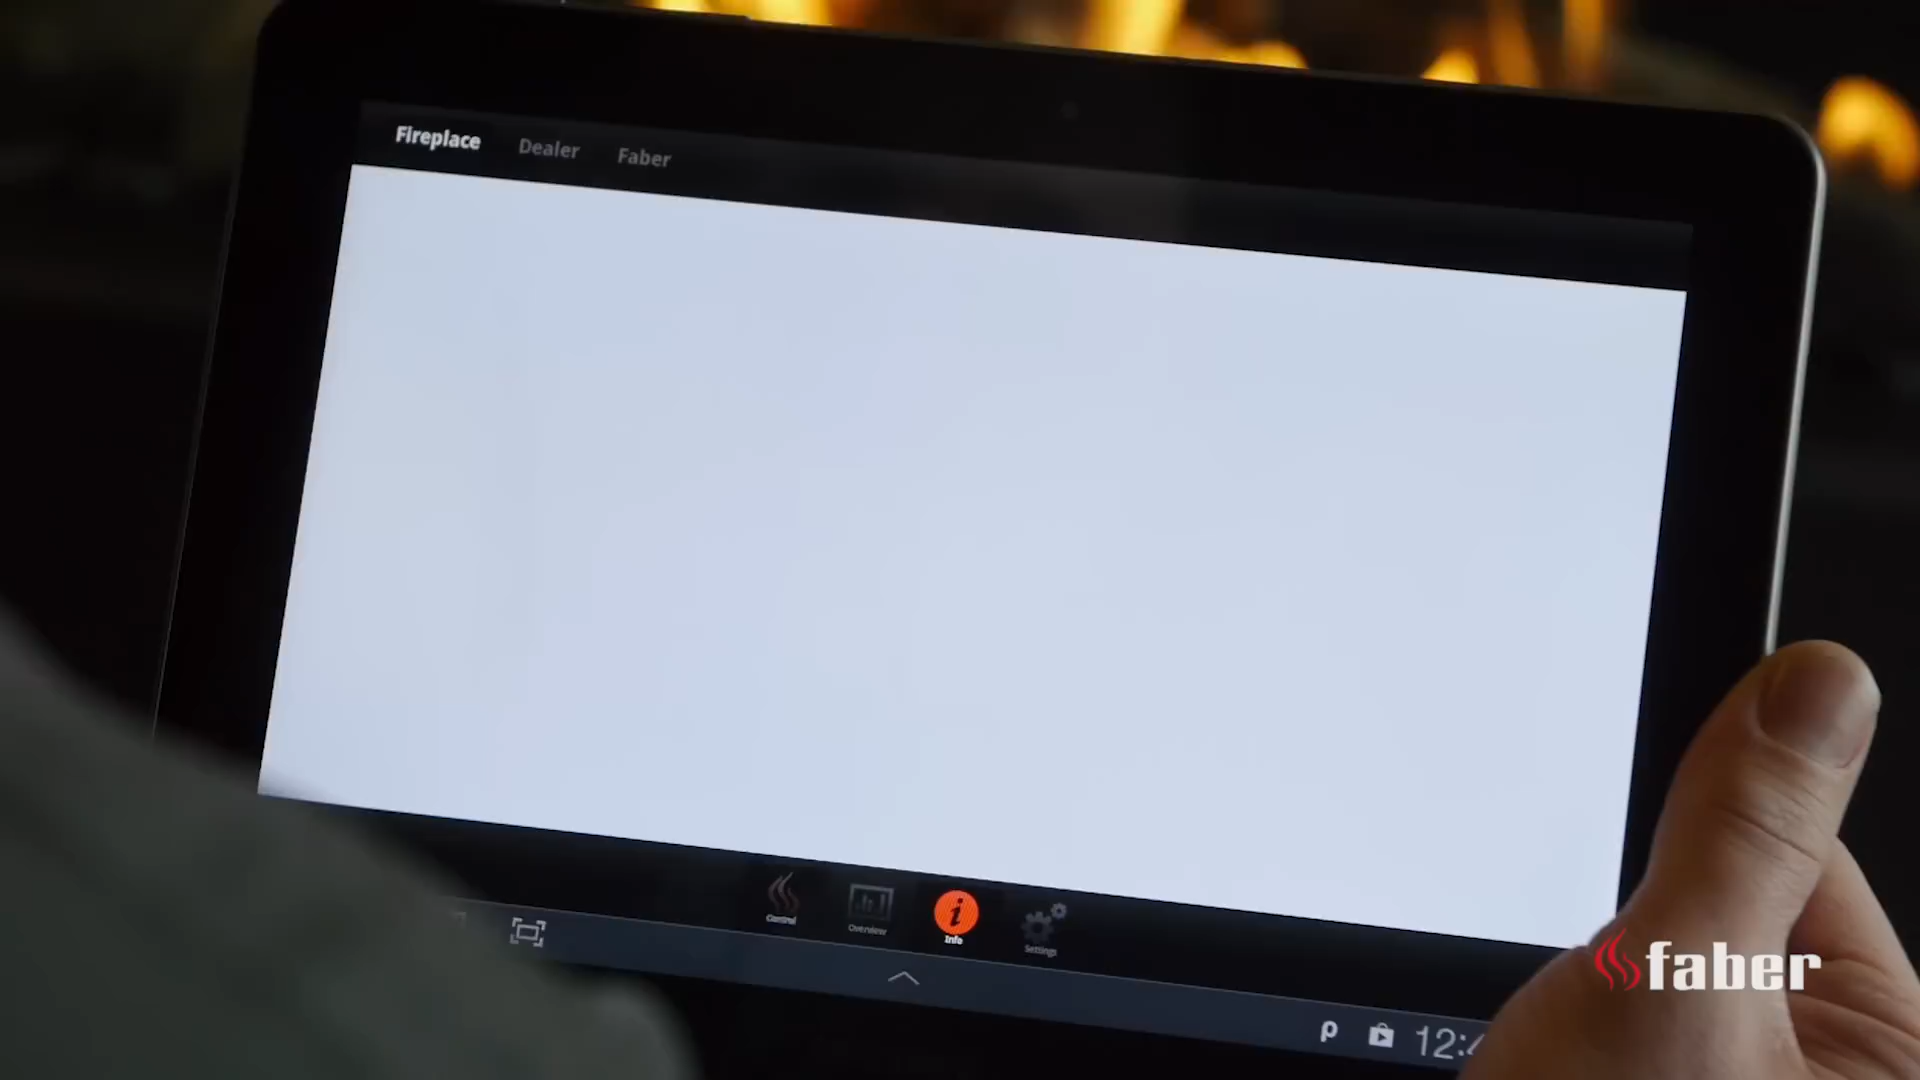 Fireplace Dealer Faber
Control Overview Info Settings
faber
12: